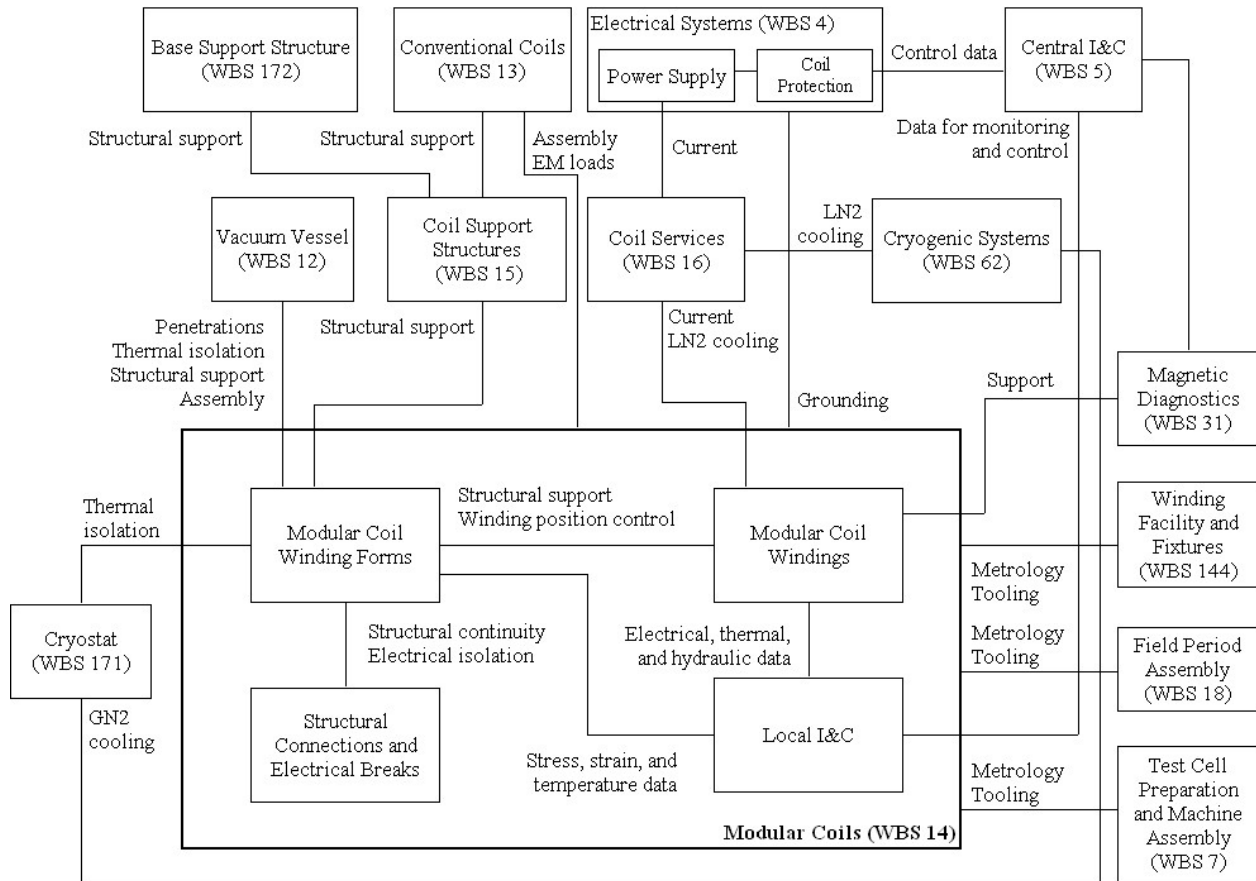 Electrical Systems (WBS 4)
Base Support Structure
(WBS 172)
Conventional Coils
(WBS 13)
Power Supply
Coil
Protection
Control data
Central I&C
(WBS 5)
Structural support
Structural support
Assembly
EM loads
Current
Data for monitoring
and control
Vacuum Vessel
(WBS 12)
Coil Support
Structures
(WBS 15)
Coil Services
(WBS 16)
LN2
cooling
Cryogenic Systems
(WBS 62)
Penetrations
Thermal isolation
Structural support
Assembly
Structural support
Current
LN2 cooling
Grounding
Support
Magnetic
Diagnostics
(WBS 31)
Thermal
isolation
Modular Coil
Winding Forms
Structural support
Winding position control
Modular Coil
Windings
Winding
Facility and
Fixtures
(WBS 144)
Metrology
Tooling
Cryostat
(WBS 171)
Structural continuity
Electrical isolation
Electrical, thermal,
and hydraulic data
Metrology
Tooling
Field Period
Assembly
(WBS 18)
GN2
cooling
Structural
Connections and
Electrical Breaks
Local I&C
Stress, strain, and
temperature data
Metrology
Tooling
Test Cell
Preparation
and Machine
Assembly
(WBS 7)
Modular Coils (WBS 14)